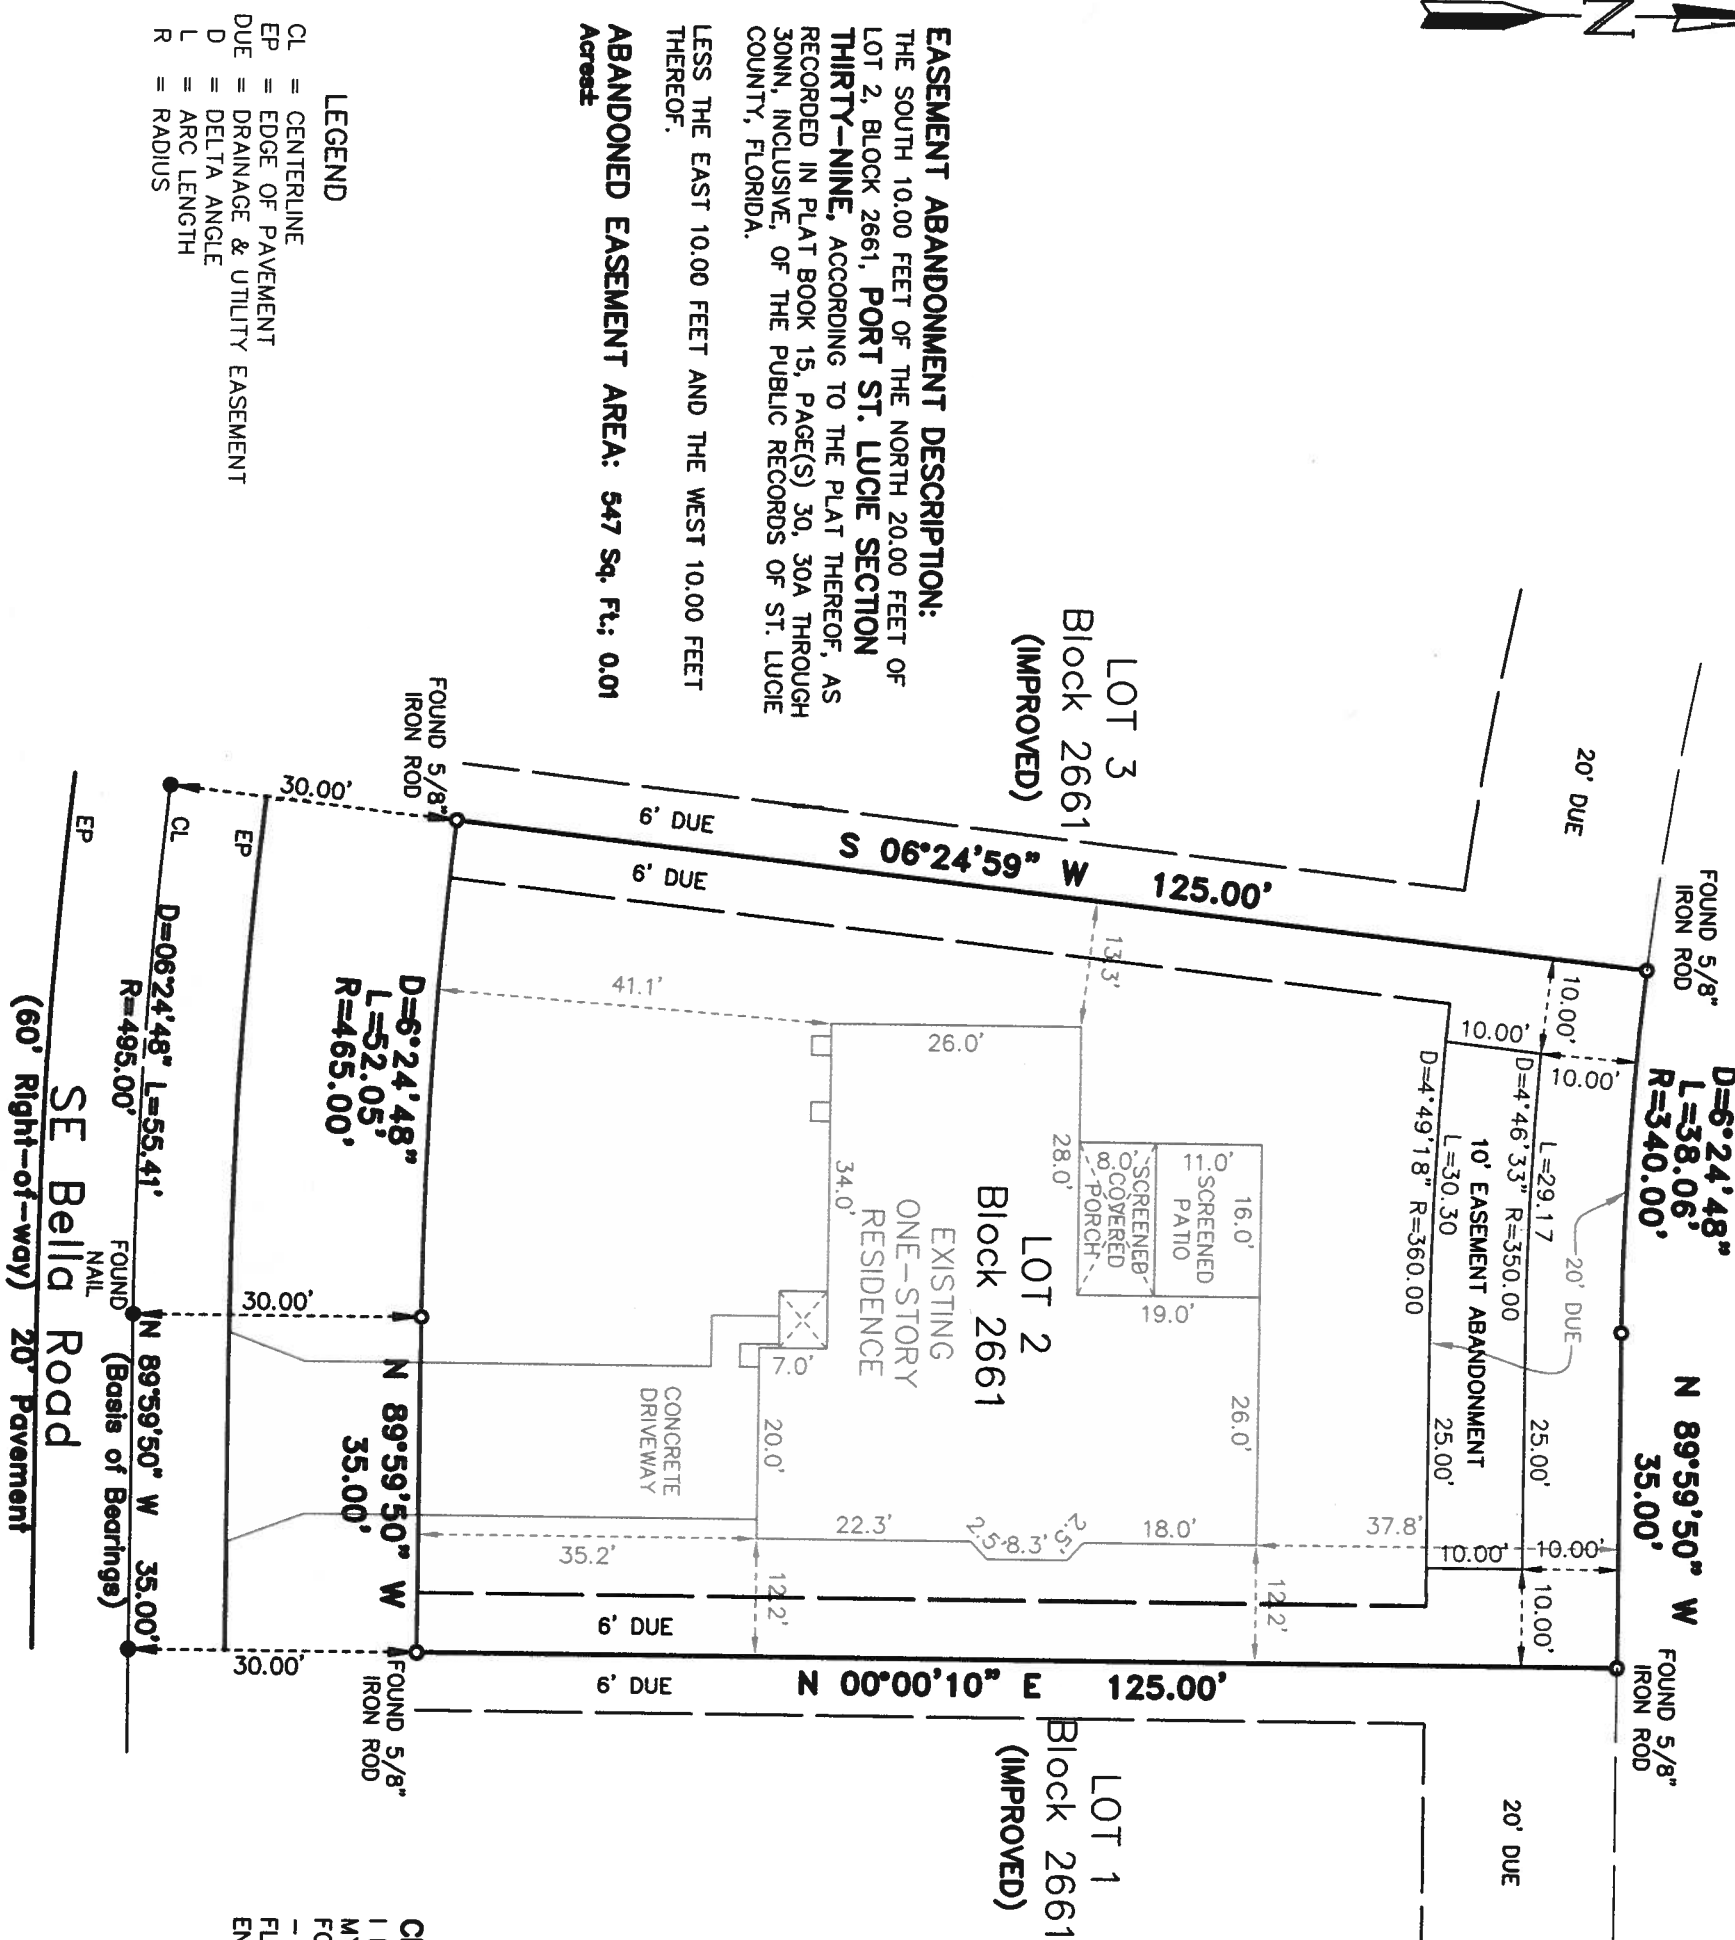 N
EASEMENT ABANDONMENT DESCRIPTION:
THE SOUTH 10.00 FEET OF THE NORTH 20.00 FEET OF
LOT 2, BLOCK 2661, PORT ST. LUCIE SECTION
THIRTY-NINE, ACCORDING TO THE PLAT THEREOF, AS
RECORDED IN PLAT BOOK 15, PAGE(S) 30, 30A THROUGH
30NN, INCLUSIVE, OF THE PUBLIC RECORDS OF ST. LUCIE
COUNTY, FLORIDA.
LESS THE EAST 10.00 FEET AND THE WEST 10.00 FEET
THEREOF.
ABANDONED EASEMENT AREA: 547 Sq. Ft.; 0.01
Acres±
LEGEND
CL = CENTERLINE
EP = EDGE OF PAVEMENT
DUE = DRAINAGE & UTILITY EASEMENT
D = DELTA ANGLE
L = ARC LENGTH
R = RADIUS
20' DUE
FOUND 5/8"
IRON ROD
D=6°24'48"
L=38.06'
R=340.00'
N 89°59'50" W
35.00'
FOUND 5/8"
IRON ROD
20' DUE
10.00'
10.00'
10.00'
20' DUE
L=29.17
D=4°46'33" R=350.00
25.00'
10' EASEMENT ABANDONMENT
L=30.30
D=4°49'18" R=360.00
25.00'
10.00'
10.00'
10.00'
37.8'
LOT 3
Block 2661
(IMPROVED)
S 06°24'59" W 125.00'
6' DUE
6' DUE
13.3'
16.0'
11.0'
SCREENED
PATIO
SCREENED
8.0'
COVERED
PORCH
19.0'
26.0'
12.2'
28.0'
26.0'
18.0'
2.5'
8.3'
2.5'
22.3'
LOT 2
Block 2661
EXISTING
ONE-STORY
RESIDENCE
34.0'
7.0'
20.0'
12.2'
41.1'
CONCRETE
DRIVEWAY
35.2'
6' DUE
6' DUE
N 00°00'10" E 125.00'
LOT 1
Block 2661
(IMPROVED)
FOUND 5/8"
IRON ROD
D=6°24'48"
L=52.05'
R=465.00'
N 89°59'50" W
35.00'
FOUND 5/8"
IRON ROD
30.00'
30.00'
30.00'
EP
CL
D=06°24'48" L=55.41'
R=495.00'
FOUND
NAIL
N 89°59'50" W 35.00'
(Basis of Bearings)
EP
SE Bella Road
(60' Right-of-way) 20' Pavement